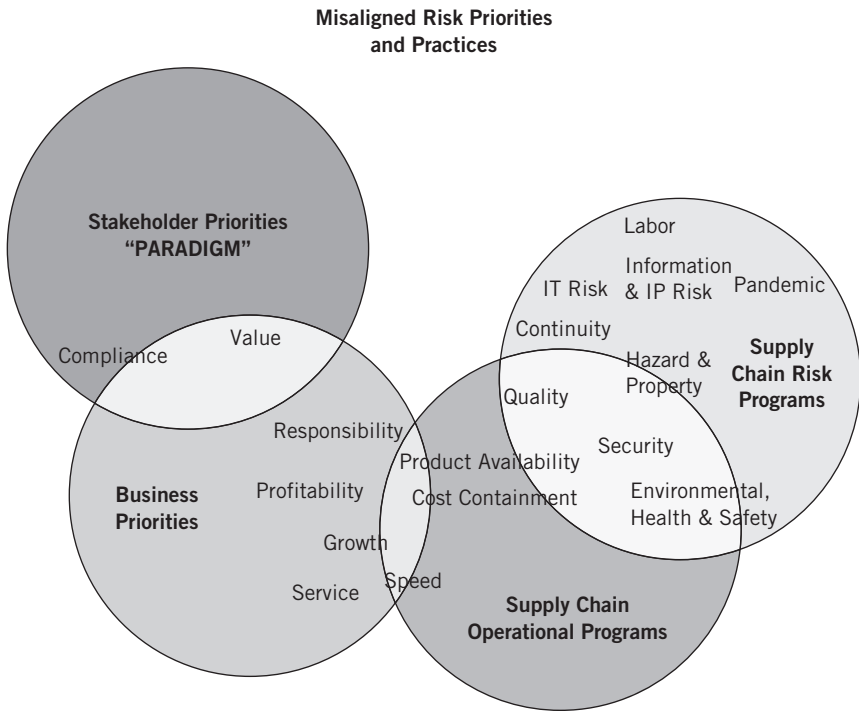 Misaligned Risk Priorities
and Practices
Stakeholder Priorities
“PARADIGM”
Compliance
Value
Business
Priorities
Responsibility
Profitability
Growth
Service
Speed
Product Availability
Cost Containment
Supply Chain
Operational Programs
Quality
Security
Environmental,
Health & Safety
Hazard &
Property
Labor
Information
& IP Risk
IT Risk
Pandemic
Continuity
Supply
Chain Risk
Programs